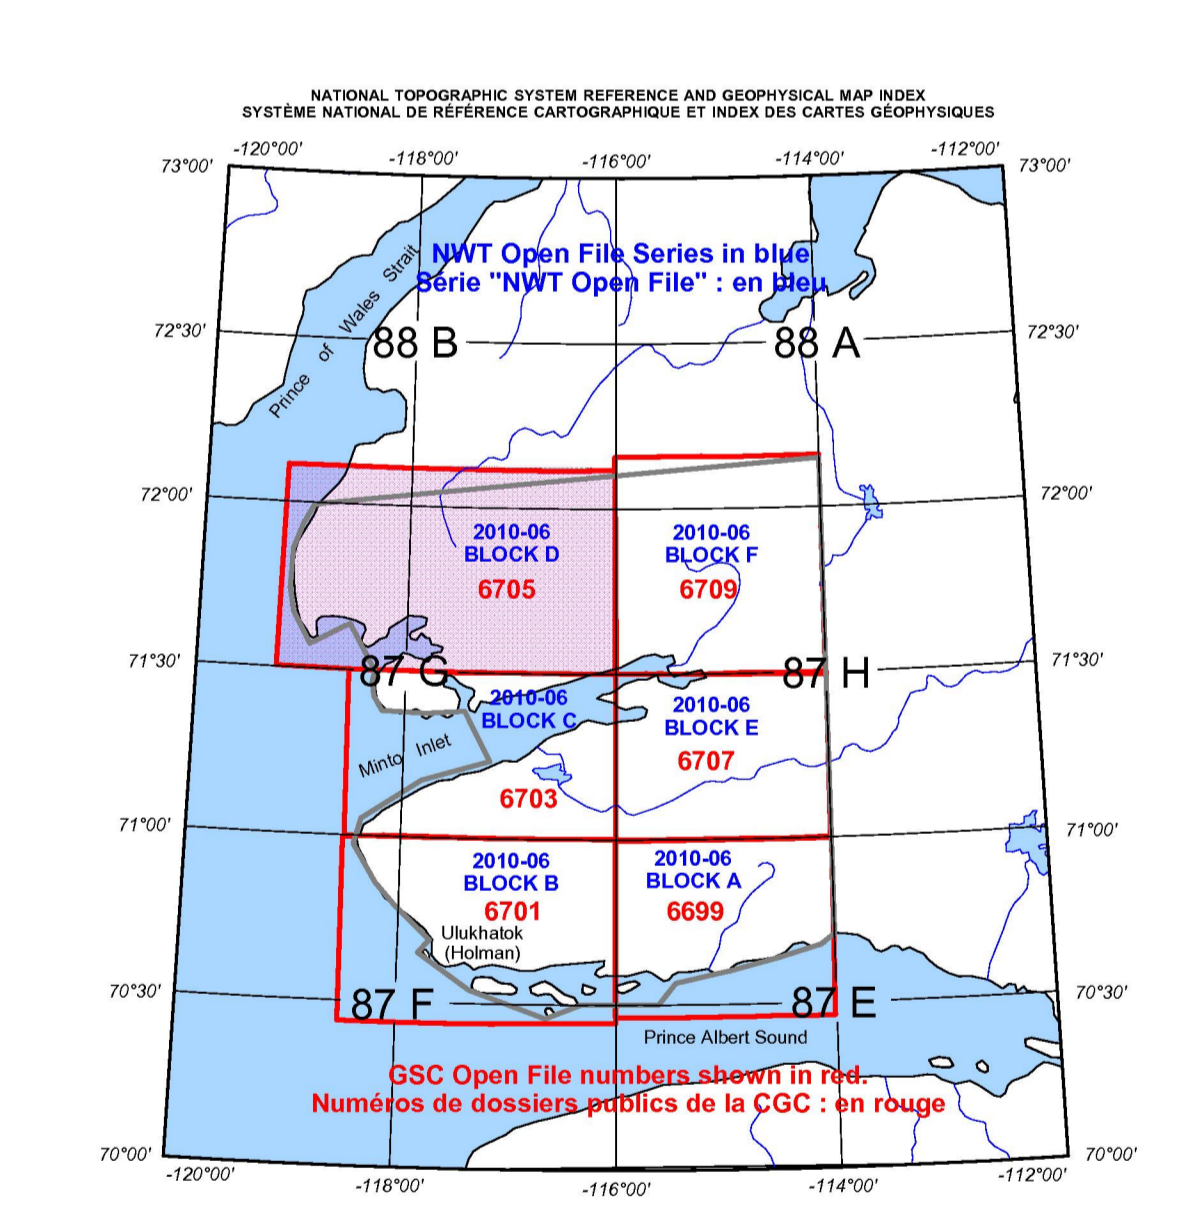 NATIONAL TOPOGRAPHIC SYSTEM REFERENCE AND GEOPHYSICAL MAP INDEX
SYSTÈME NATIONAL DE RÉFÉRENCE CARTOGRAPHIQUE ET INDEX DES CARTES GÉOPHYSIQUES
-120°00' -118°00' -116°00' -114°00' -112°00'
73°00' 73°00'
NWT Open File Series in blue
Série "NWT Open File" : en bleu
Prince of Wales Strait
72°30' 72°30'
88 B 88 A
72°00' 72°00'
2010-06 2010-06
BLOCK D BLOCK F
6705 6709
71°30' 71°30'
87 G 87 H
2010-06 2010-06
BLOCK C BLOCK E
Minto Inlet
6707
6703
71°00' 71°00'
2010-06 2010-06
BLOCK B BLOCK A
6701 6699
Ulukhatok
(Holman)
70°30' 70°30'
87 F 87 E
Prince Albert Sound
GSC Open File numbers shown in red.
Numéros de dossiers publics de la CGC : en rouge
70°00' 70°00'
-120°00' -118°00' -116°00' -114°00' -112°00'